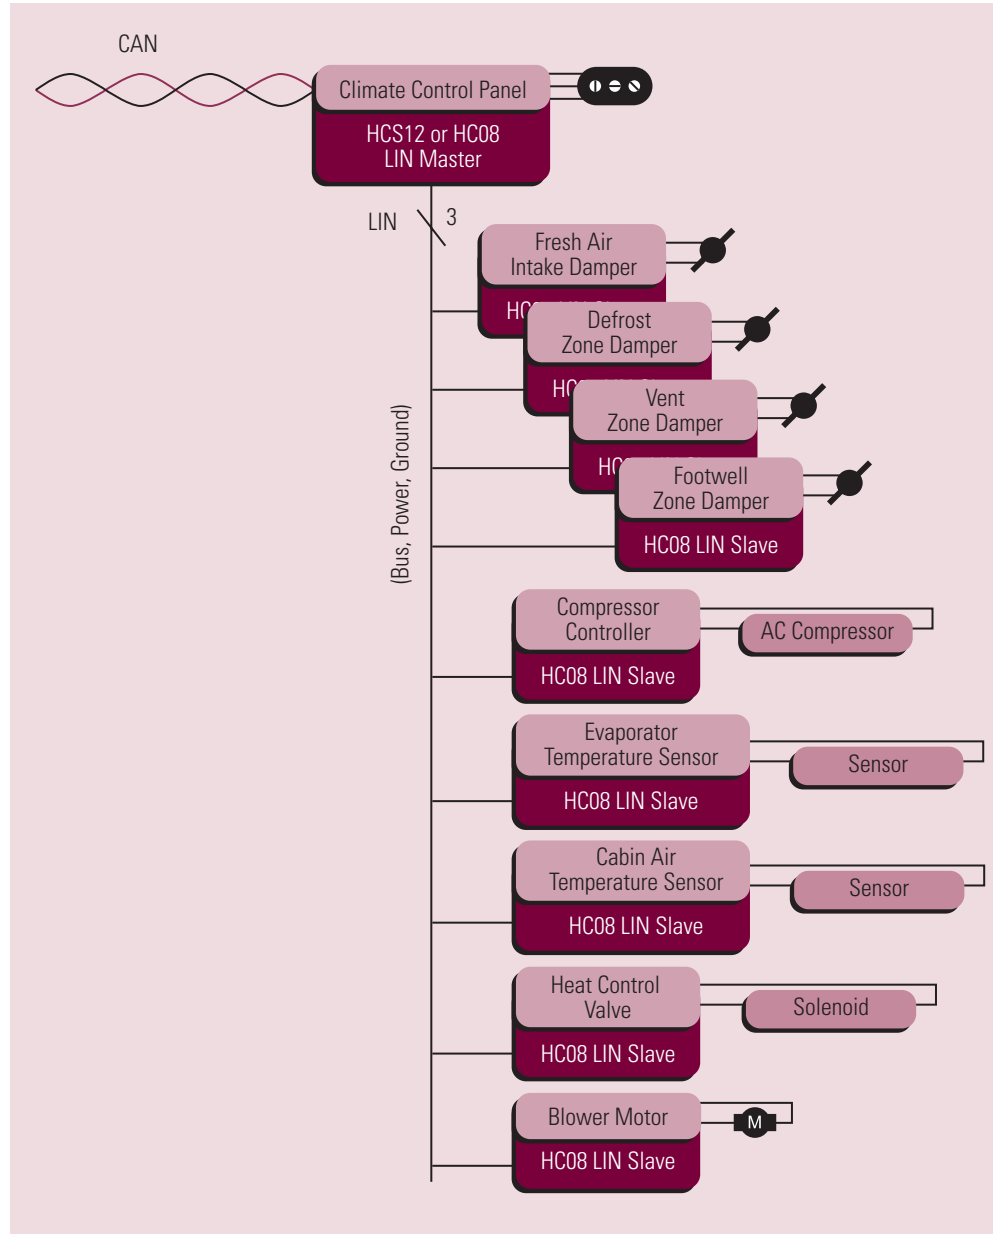 CAN
Climate Control Panel
HCS12 or HC08
LIN Master
LIN
3
Fresh Air
Intake Damper
Defrost
Zone Damper
Vent
Zone Damper
(Bus, Power, Ground)
Footwell
Zone Damper
HC08 LIN Slave
Compressor
Controller
AC Compressor
HC08 LIN Slave
Evaporator
Temperature Sensor
Sensor
HC08 LIN Slave
Cabin Air
Temperature Sensor
Sensor
HC08 LIN Slave
Heat Control
Valve
Solenoid
HC08 LIN Slave
Blower Motor
M
HC08 LIN Slave